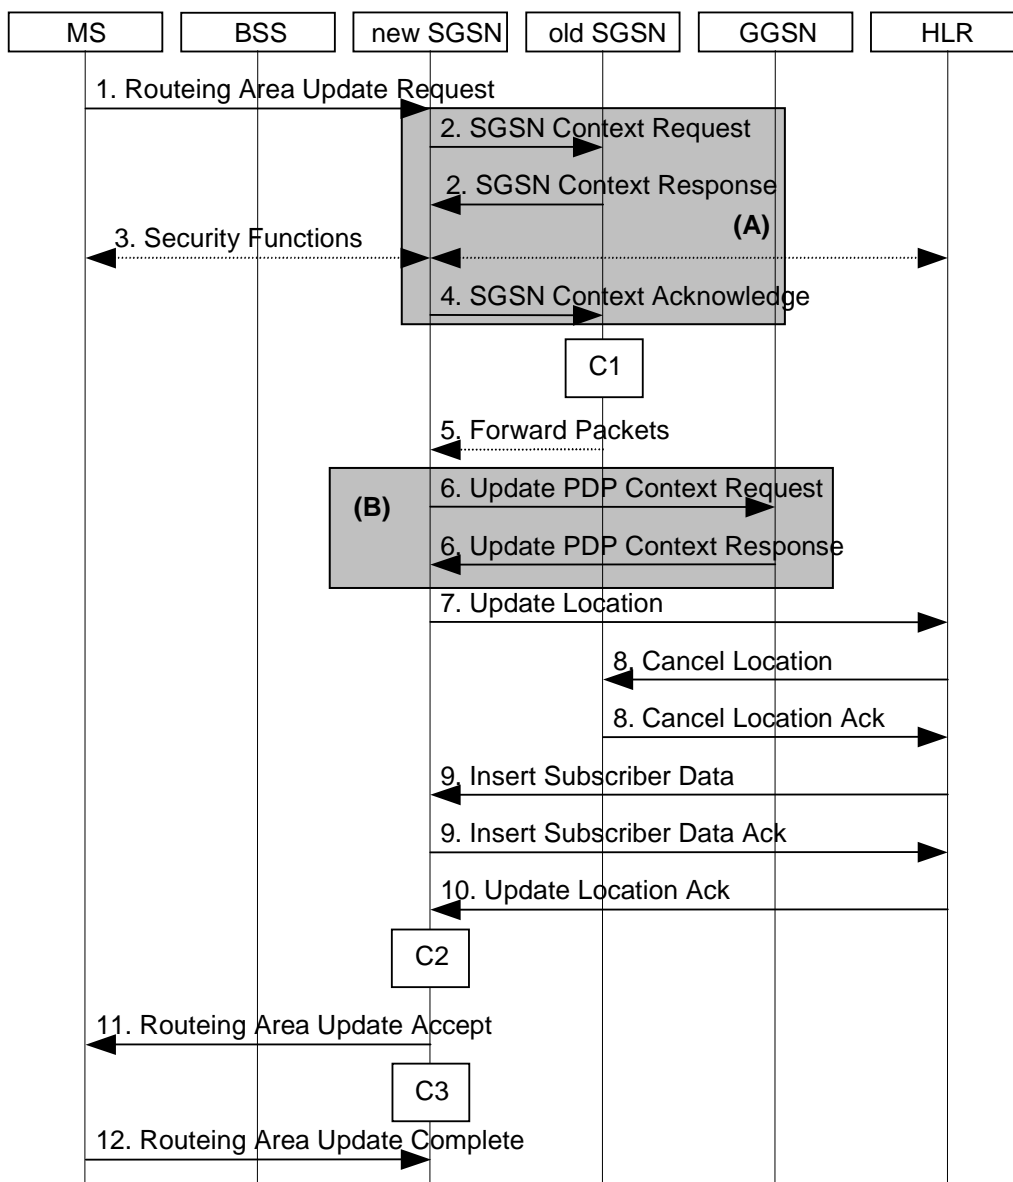 MS BSS new SGSN old SGSN GGSN HLR
1. Routeing Area Update Request
2. SGSN Context Request
2. SGSN Context Response
(A)
3. Security Functions
4. SGSN Context Acknowledge
C1
5. Forward Packets
(B)
6. Update PDP Context Request
6. Update PDP Context Response
7. Update Location
8. Cancel Location
8. Cancel Location Ack
9. Insert Subscriber Data
9. Insert Subscriber Data Ack
10. Update Location Ack
C2
11. Routeing Area Update Accept
C3
12. Routeing Area Update Complete